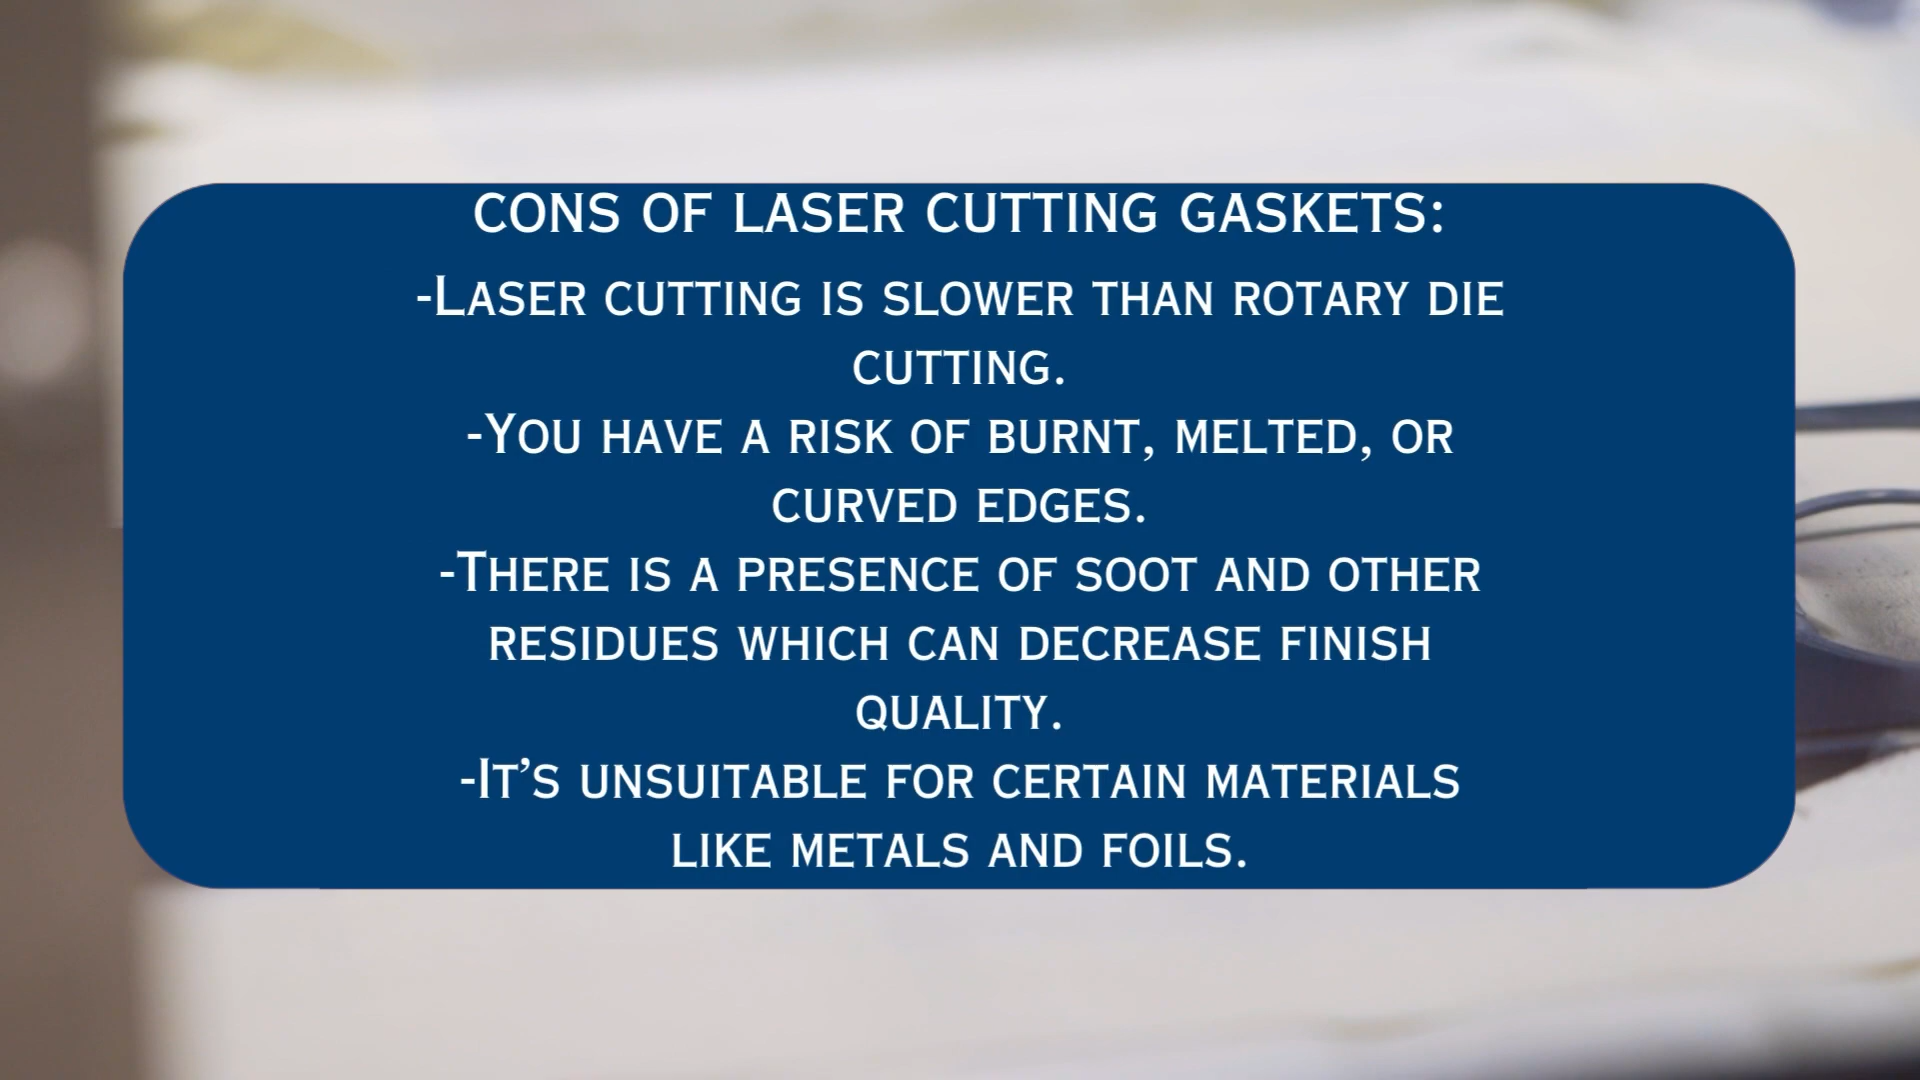 CONS OF LASER CUTTING GASKETS:
-LASER CUTTING IS SLOWER THAN ROTARY DIE
CUTTING.
-YOU HAVE A RISK OF BURNT, MELTED, OR
CURVED EDGES.
-THERE IS A PRESENCE OF SOOT AND OTHER
RESIDUES WHICH CAN DECREASE FINISH
QUALITY.
-IT’S UNSUITABLE FOR CERTAIN MATERIALS
LIKE METALS AND FOILS.